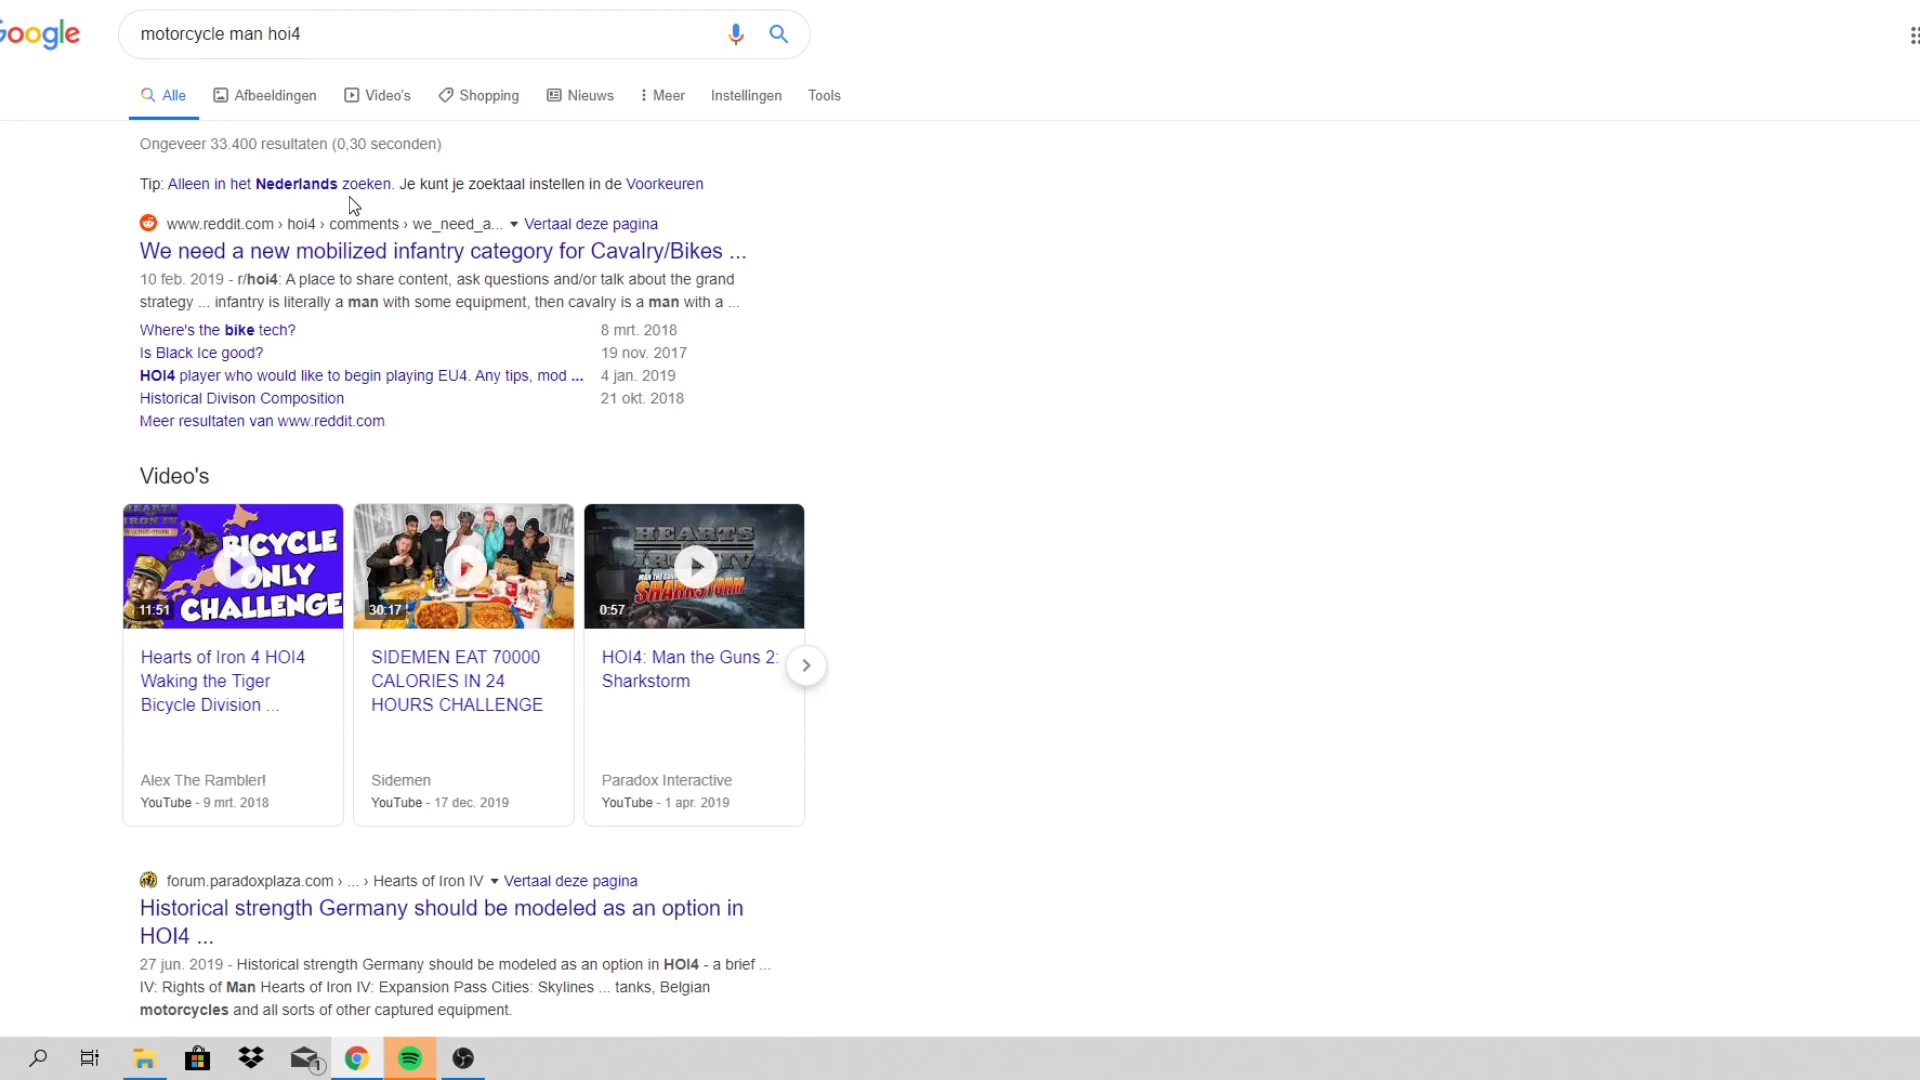 Google
motorcycle man hoi4
Alle Afbeeldingen Video's Shopping Nieuws Meer Instellingen Tools
Ongeveer 33.400 resultaten (0,30 seconden)
Tip: Alleen in het Nederlands zoeken. Je kunt je zoektaal instellen in de Voorkeuren
www.reddit.com › hoi4 › comments › we_need_a... Vertaal deze pagina
We need a new mobilized infantry category for Cavalry/Bikes ...
10 feb. 2019 - r/hoi4: A place to share content, ask questions and/or talk about the grand
strategy ... infantry is literally a man with some equipment, then cavalry is a man with a ...
Where's the bike tech? 8 mrt. 2018
Is Black Ice good? 19 nov. 2017
HOI4 player who would like to begin playing EU4. Any tips, mod ... 4 jan. 2019
Historical Divison Composition 21 okt. 2018
Meer resultaten van www.reddit.com
Video's
HEARTS
IRON IV
BICYCLE
ONLY
CHALLENGE
11:51
30:17
HEARTS
IRON IV
SHARKSTORM
0:57
Hearts of Iron 4 HOI4
Waking the Tiger
Bicycle Division ...
Alex The Rambler!
YouTube - 9 mrt. 2018
SIDEMEN EAT 70000
CALORIES IN 24
HOURS CHALLENGE
Sidemen
YouTube - 17 dec. 2019
HOI4: Man the Guns 2:
Sharkstorm
Paradox Interactive
YouTube - 1 apr. 2019
forum.paradoxplaza.com › ... › Hearts of Iron IV Vertaal deze pagina
Historical strength Germany should be modeled as an option in
HOI4 ...
27 jun. 2019 - Historical strength Germany should be modeled as an option in HOI4 - a brief ...
IV: Rights of Man Hearts of Iron IV: Expansion Pass Cities: Skylines ... tanks, Belgian
motorcycles and all sorts of other captured equipment.
1